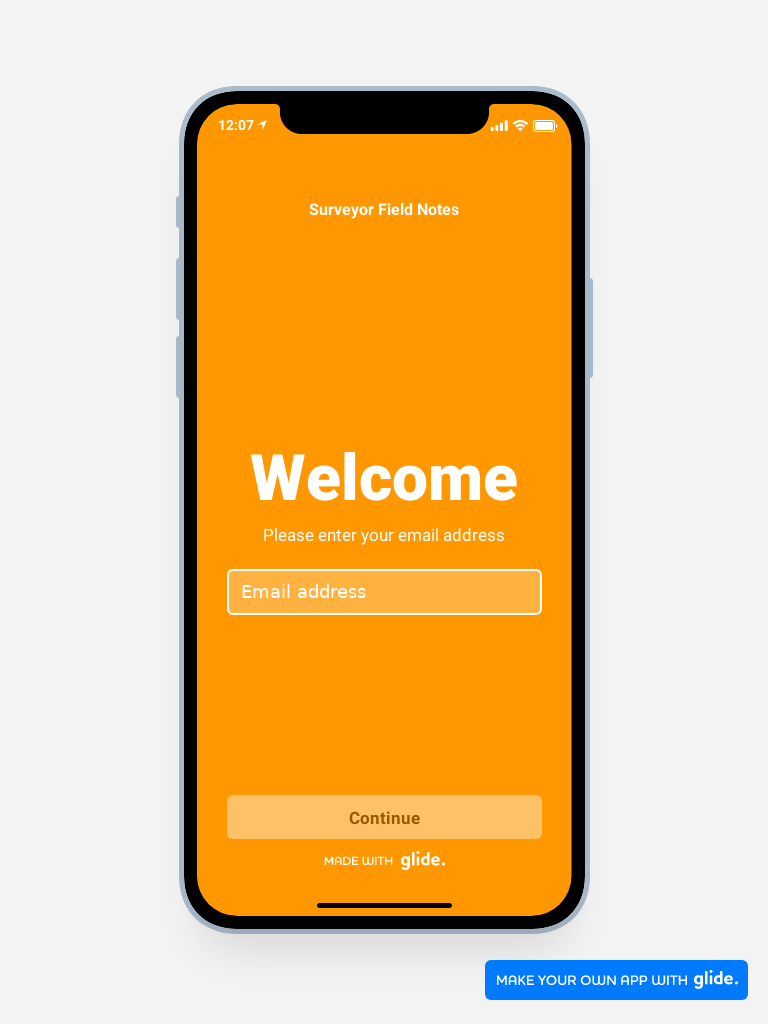 12:07
Surveyor Field Notes
Welcome
Please enter your email address
Email address
Continue
MADE WITH glide.
MAKE YOUR OWN APP WITH glide.